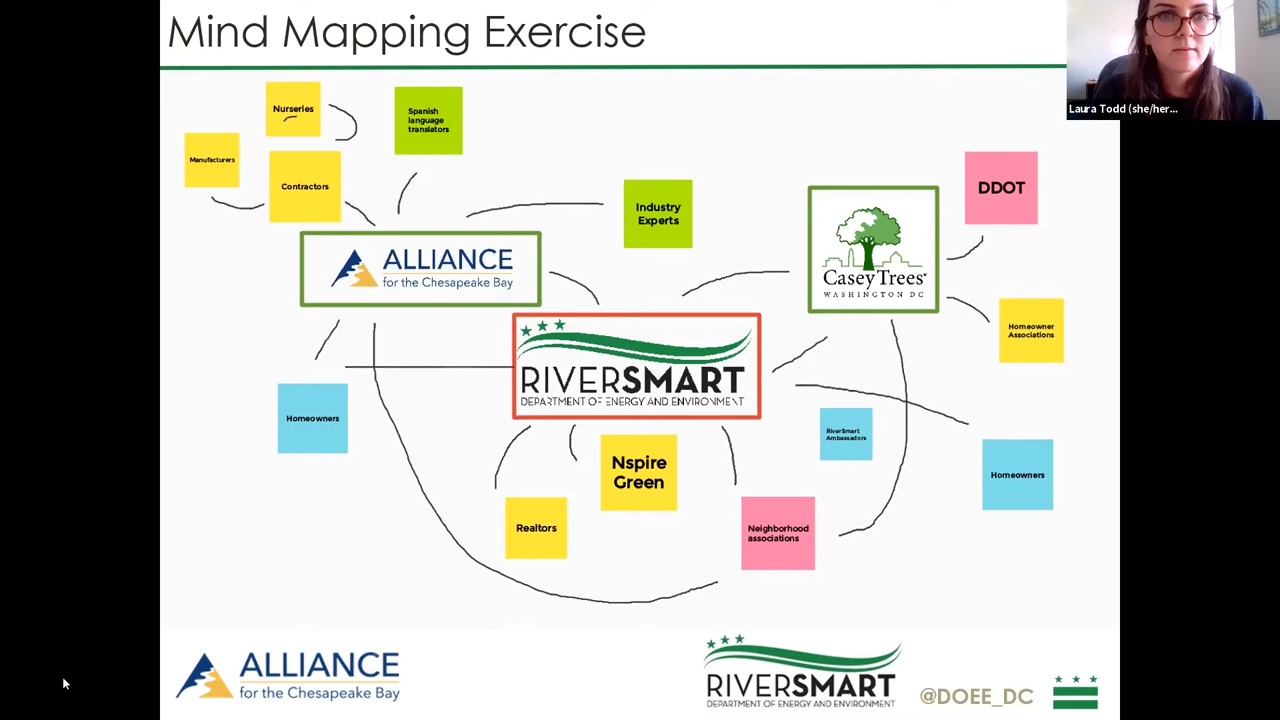 Mind Mapping Exercise
Laura Todd (she/her...
Nurseries
Spanish
language
translators
Manufacturers
Contractors
Industry
Experts
DDOT
ALLIANCE
for the Chesapeake Bay
Casey Trees
WASHINGTON DC
Homeowner
Associations
RIVERSMART
DEPARTMENT OF ENERGY AND ENVIRONMENT
Homeowners
RiverSmart
Ambassadors
Nspire
Green
Homeowners
Realtors
Neighborhood
associations
ALLIANCE
for the Chesapeake Bay
RIVERSMART
DEPARTMENT OF ENERGY AND ENVIRONMENT
@DOEE_DC